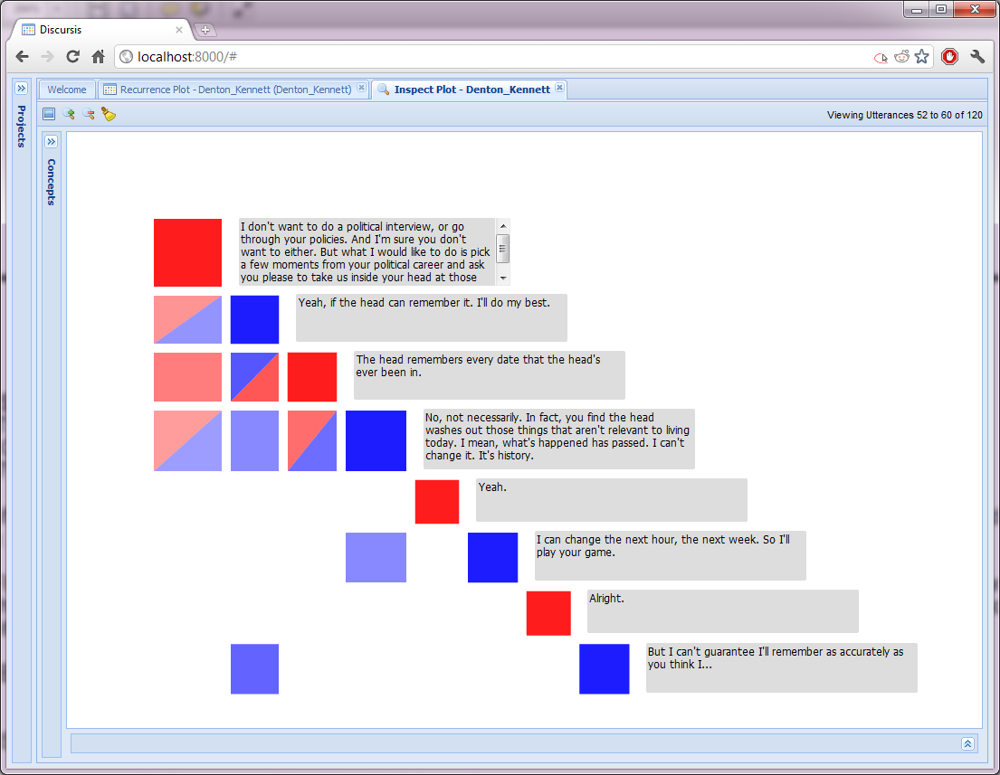 Discursis
localhost:8000/#
Welcome
Recurrence Plot - Denton_Kennett (Denton_Kennett)
Inspect Plot - Denton_Kennett
Viewing Utterances 52 to 60 of 120
Projects
Concepts
I don't want to do a political interview, or go
through your policies. And I'm sure you don't
want to either. But what I would like to do is pick
a few moments from your political career and ask
you please to take us inside your head at those
Yeah, if the head can remember it. I'll do my best.
The head remembers every date that the head's
ever been in.
No, not necessarily. In fact, you find the head
washes out those things that aren't relevant to living
today. I mean, what's happened has passed. I can't
change it. It's history.
Yeah.
I can change the next hour, the next week. So I'll
play your game.
Alright.
But I can't guarantee I'll remember as accurately as
you think I...